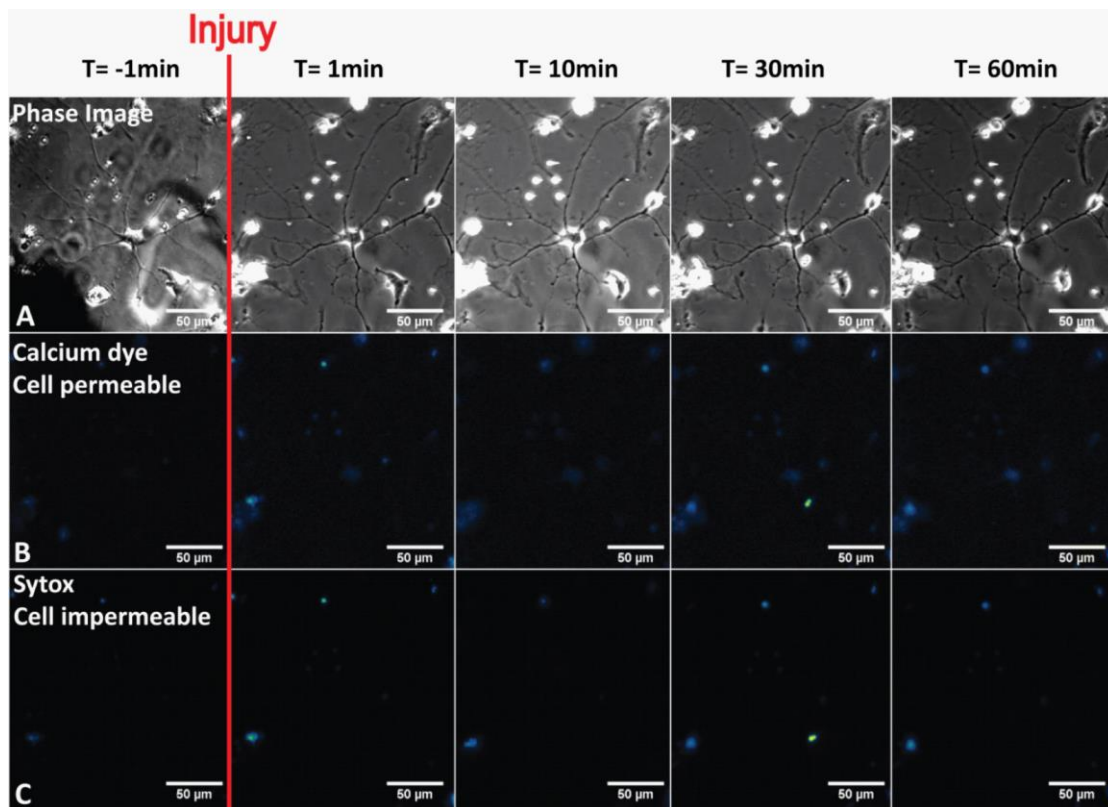 Injury
T= -1min T= 1min T= 10min T= 30min T= 60min
Phase Image
A 50 µm 50 µm 50 µm 50 µm 50 µm
Calcium dye
Cell permeable
B 50 µm 50 µm 50 µm 50 µm 50 µm
Sytox
Cell impermeable
C 50 µm 50 µm 50 µm 50 µm 50 µm